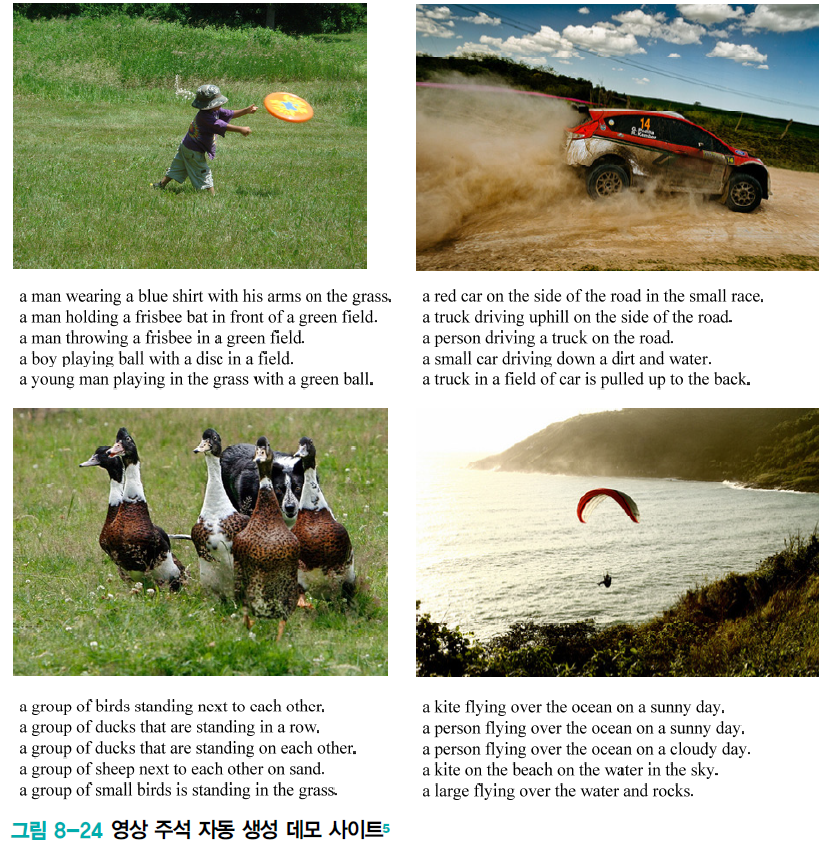 14
a man wearing a blue shirt with his arms on the grass.
a man holding a frisbee bat in front of a green field.
a man throwing a frisbee in a green field.
a boy playing ball with a disc in a field.
a young man playing in the grass with a green ball.
a red car on the side of the road in the small race.
a truck driving uphill on the side of the road.
a person driving a truck on the road.
a small car driving down a dirt and water.
a truck in a field of car is pulled up to the back.
a group of birds standing next to each other.
a group of ducks that are standing in a row.
a group of ducks that are standing on each other.
a group of sheep next to each other on sand.
a group of small birds is standing in the grass.
a kite flying over the ocean on a sunny day.
a person flying over the ocean on a sunny day.
a person flying over the ocean on a cloudy day.
a kite on the beach on the water in the sky.
a large flying over the water and rocks.
그림 8-24 영상 주석 자동 생성 데모 사이트5